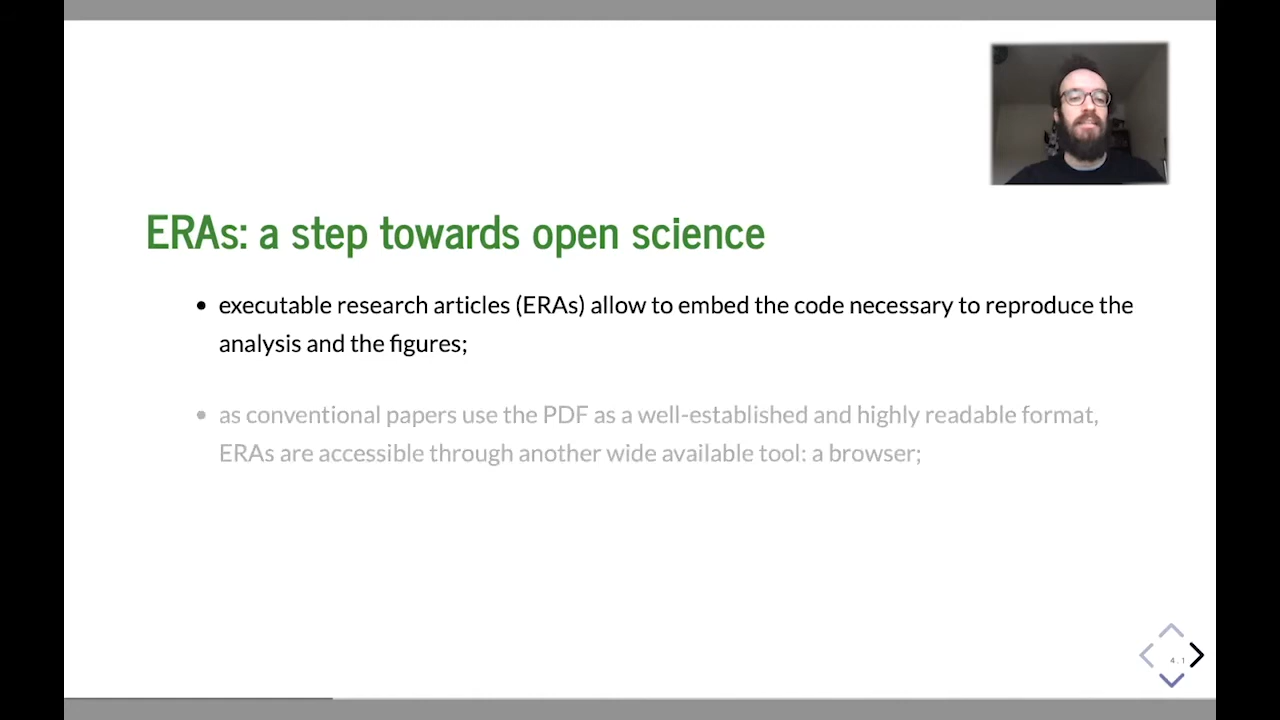 ERAs: a step towards open science
• executable research articles (ERAs) allow to embed the code necessary to reproduce the
analysis and the figures;
• as conventional papers use the PDF as a well-established and highly readable format,
ERAs are accessible through another wide available tool: a browser;
4.1